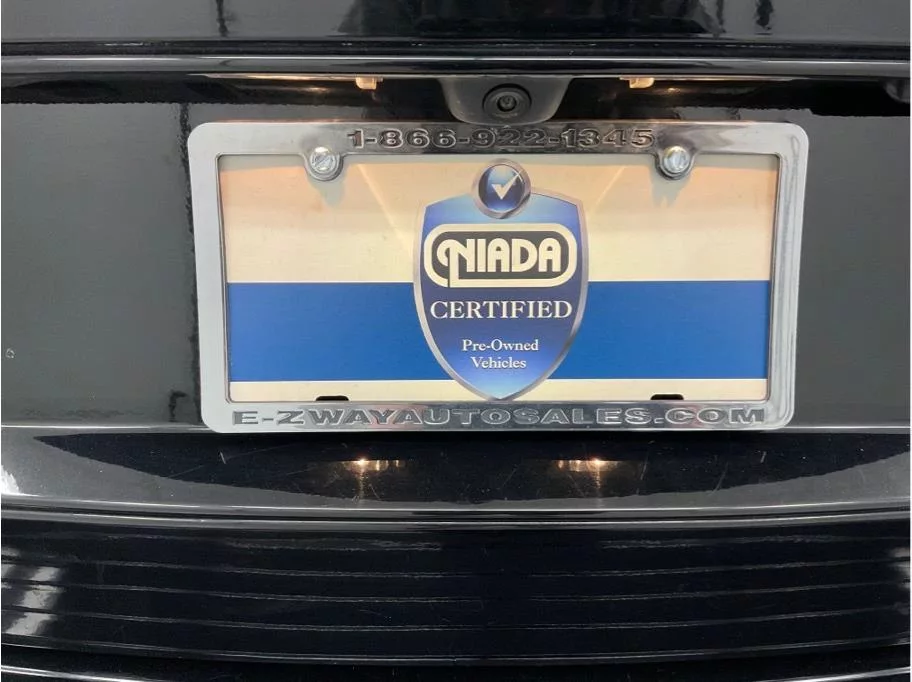 1-866-922-1345
NIADA
CERTIFIED
Pre-Owned
Vehicles
E-ZWAYAUTOSALES.COM